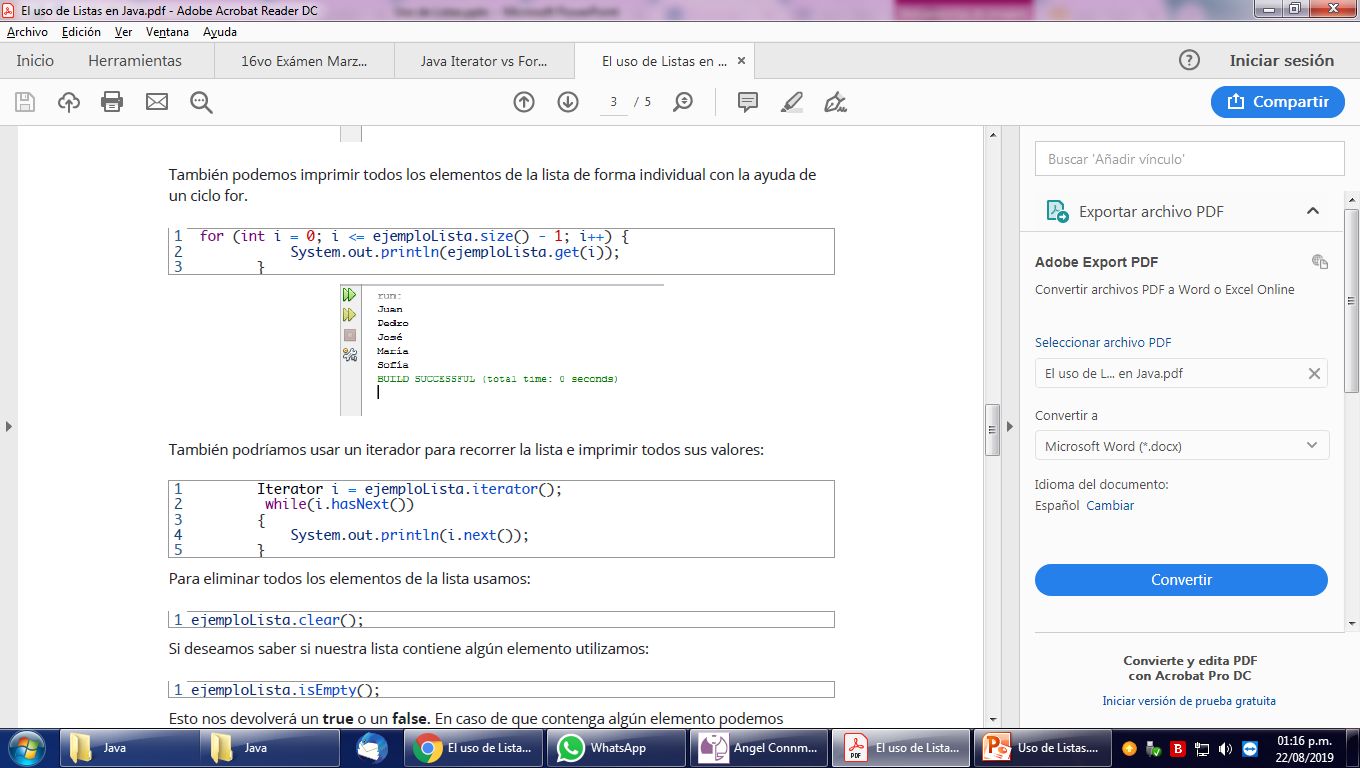 El uso de Listas en Java.pdf - Adobe Acrobat Reader DC
Archivo Edición Ver Ventana Ayuda
Inicio Herramientas 16vo Exámen Marz... Java Iterator vs For... El uso de Listas en ... × ? Iniciar sesión
3 / 5 Compartir
También podemos imprimir todos los elementos de la lista de forma individual con la ayuda de
un ciclo for.
1 for (int i = 0; i <= ejemploLista.size() - 1; i++) {
2 System.out.println(ejemploLista.get(i));
3 }
run:
Juan
Pedro
José
María
Sofía
BUILD SUCCESSFUL (total time: 0 seconds)
También podríamos usar un iterador para recorrer la lista e imprimir todos sus valores:
1 Iterator i = ejemploLista.iterator();
2 while(i.hasNext())
3 {
4 System.out.println(i.next());
5 }
Para eliminar todos los elementos de la lista usamos:
1 ejemploLista.clear();
Si deseamos saber si nuestra lista contiene algún elemento utilizamos:
1 ejemploLista.isEmpty();
Esto nos devolverá un true o un false. En caso de que contenga algún elemento podemos
Buscar 'Añadir vínculo'
Exportar archivo PDF
Adobe Export PDF
Convertir archivos PDF a Word o Excel Online
Seleccionar archivo PDF
El uso de L... en Java.pdf
Convertir a
Microsoft Word (*.docx)
Idioma del documento:
Español Cambiar
Convertir
Convierte y edita PDF
con Acrobat Pro DC
Iniciar versión de prueba gratuita
Java Java El uso de Lista... WhatsApp Angel Connm... El uso de Lista... Uso de Listas....
01:16 p.m.
22/08/2019